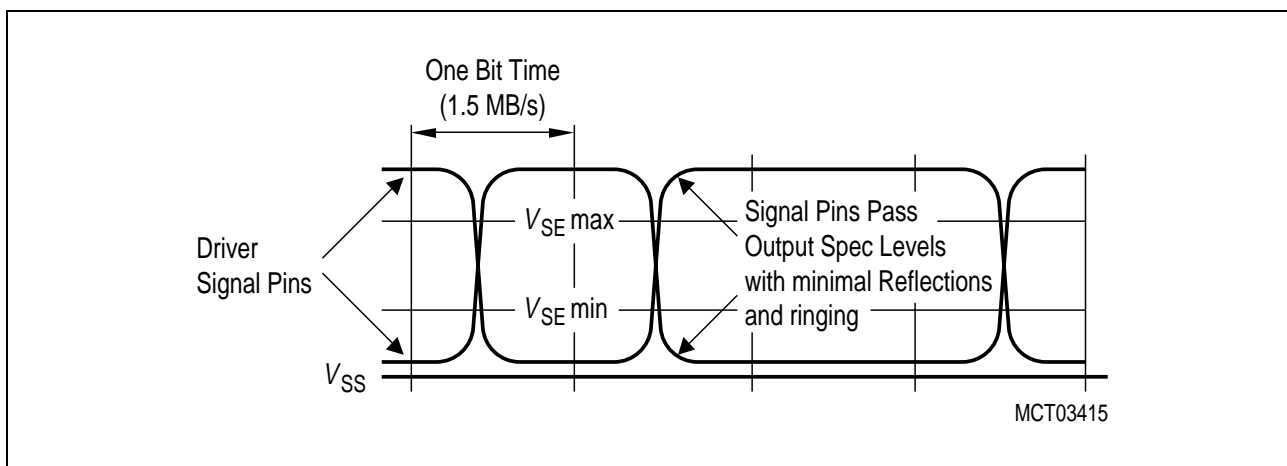 One Bit Time
(1.5 MB/s)
VSE max
VSE min
Driver
Signal Pins
Signal Pins Pass
Output Spec Levels
with minimal Reflections
and ringing
VSS
MCT03415